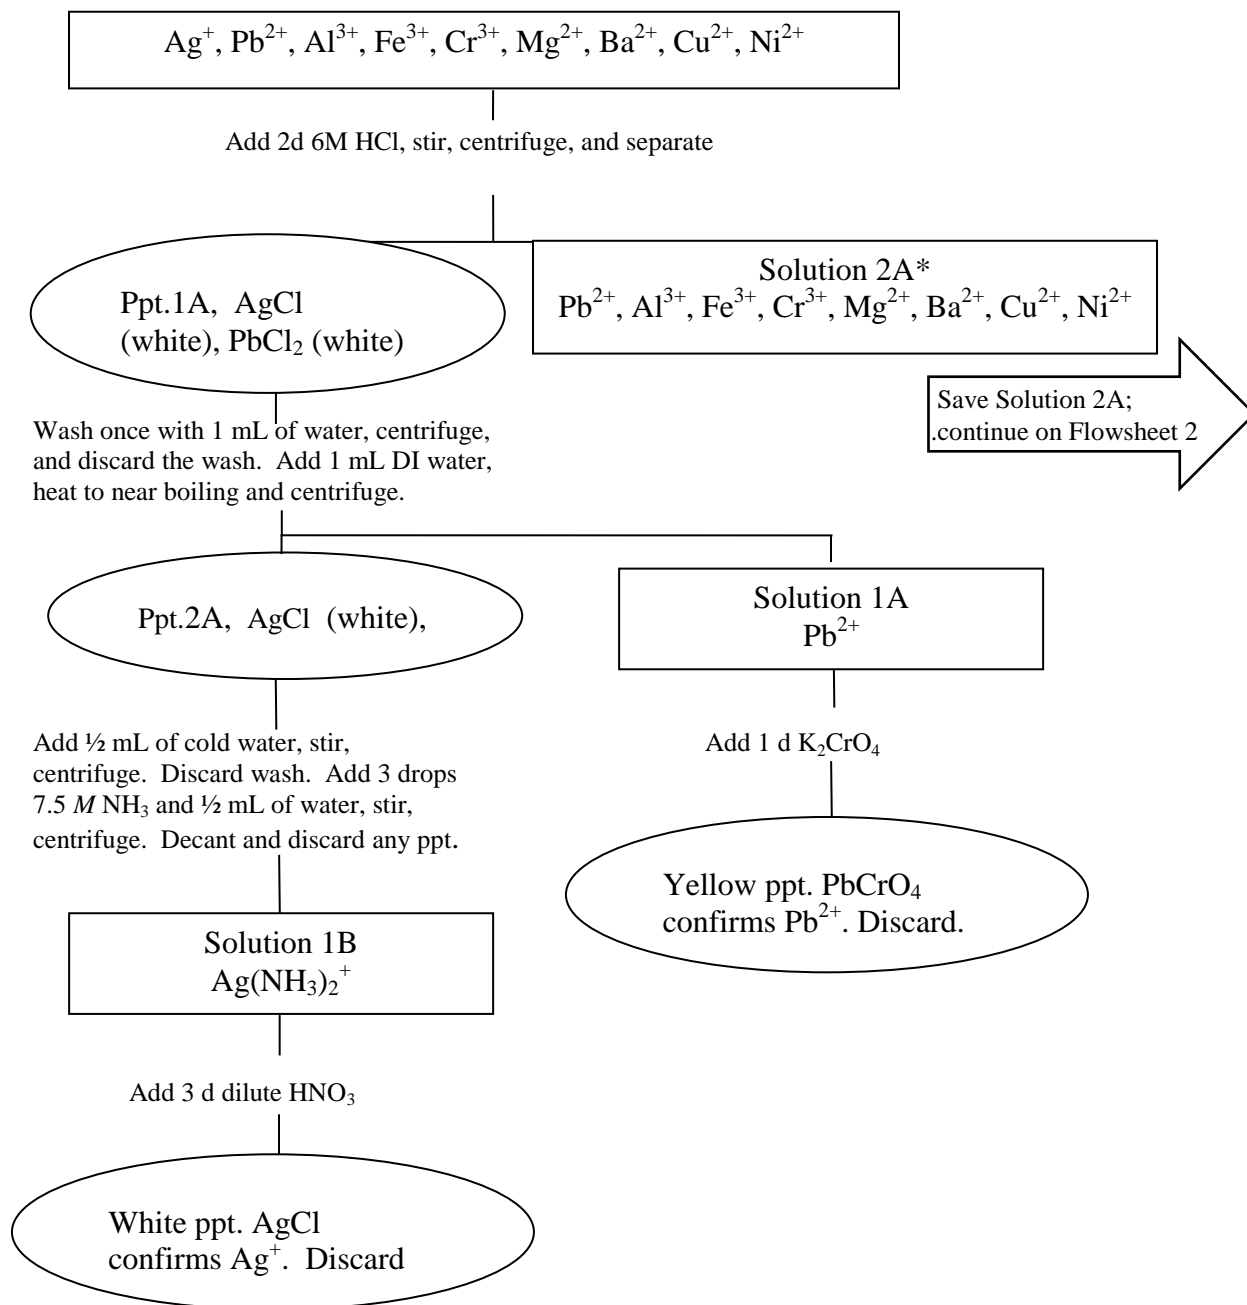 Ag⁺, Pb²⁺, Al³⁺, Fe³⁺, Cr³⁺, Mg²⁺, Ba²⁺, Cu²⁺, Ni²⁺
Add 2d 6M HCl, stir, centrifuge, and separate
Ppt.1A, AgCl
(white), PbCl₂ (white)
Solution 2A*
Pb²⁺, Al³⁺, Fe³⁺, Cr³⁺, Mg²⁺, Ba²⁺, Cu²⁺, Ni²⁺
Save Solution 2A;
.continue on Flowsheet 2
Wash once with 1 mL of water, centrifuge,
and discard the wash. Add 1 mL DI water,
heat to near boiling and centrifuge.
Ppt.2A, AgCl (white),
Solution 1A
Pb²⁺
Add ½ mL of cold water, stir,
centrifuge. Discard wash. Add 3 drops
7.5 M NH₃ and ½ mL of water, stir,
centrifuge. Decant and discard any ppt.
Add 1 d K₂CrO₄
Yellow ppt. PbCrO₄
confirms Pb²⁺. Discard.
Solution 1B
Ag(NH₃)₂⁺
Add 3 d dilute HNO₃
White ppt. AgCl
confirms Ag⁺. Discard